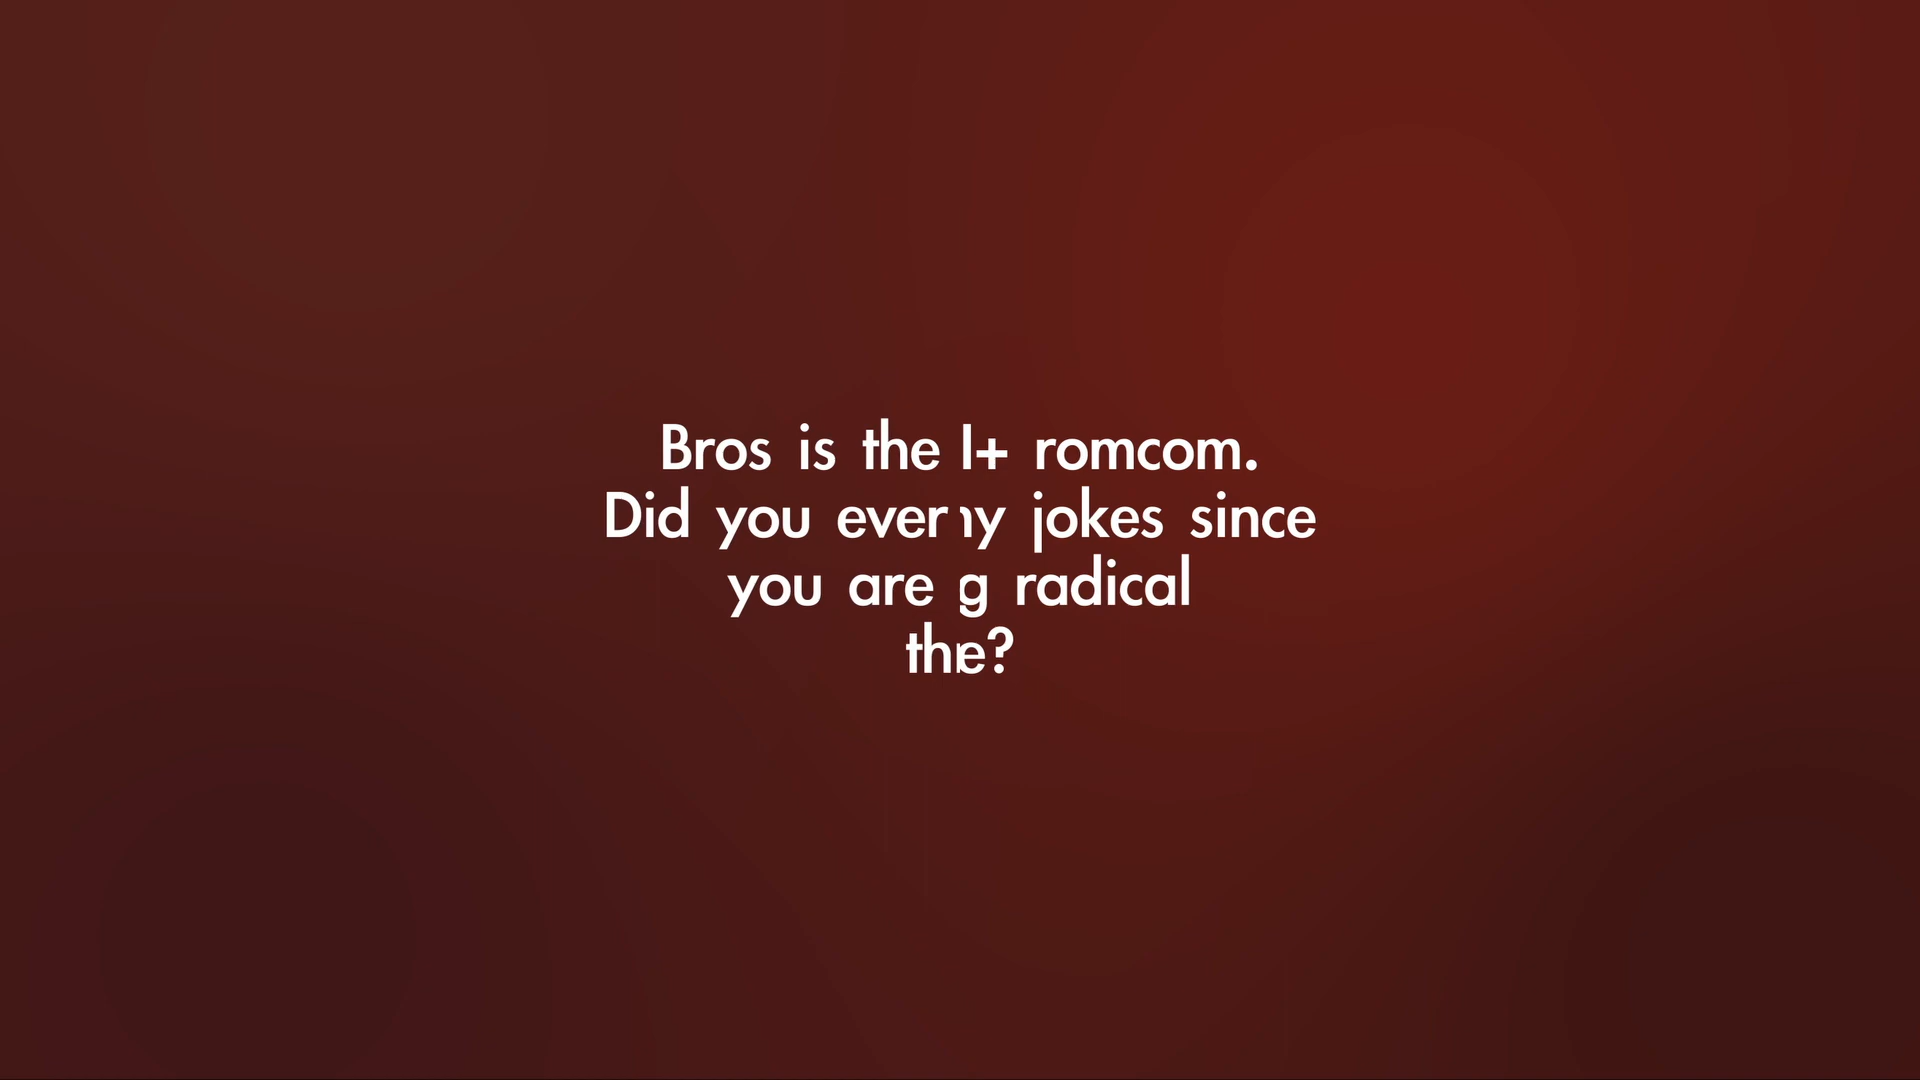 Bros is the I+ romcom.
Did you ever y jokes since
you are g radical
the?